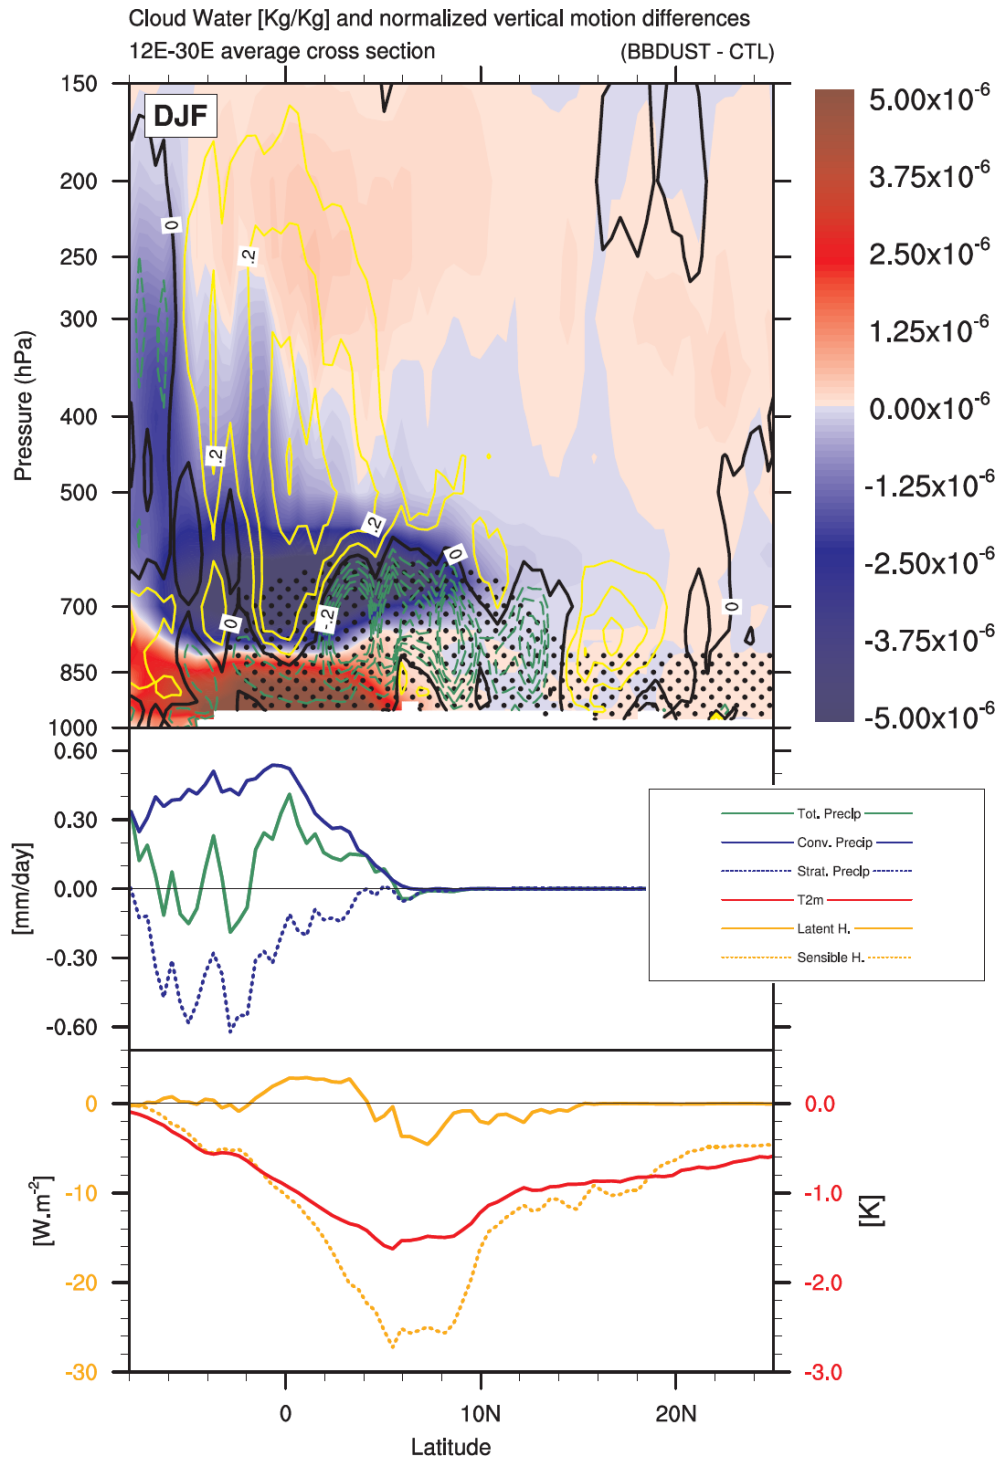 Cloud Water [Kg/Kg] and normalized vertical motion differences
12E-30E average cross section (BBDUST - CTL)
DJF
150
200
250
300
400
500
700
850
1000
Pressure (hPa)
0
.2
.2
.2
0
0
-.2
0
5.00x10-6
3.75x10-6
2.50x10-6
1.25x10-6
0.00x10-6
-1.25x10-6
-2.50x10-6
-3.75x10-6
-5.00x10-6
0.60
0.30
0.00
-0.30
-0.60
[mm/day]
Tot. Precip
Conv. Precip
Strat. Precip
T2m
Latent H.
Sensible H.
0
-10
-20
-30
[W.m-2]
0.0
-1.0
-2.0
-3.0
[K]
0 10N 20N
Latitude